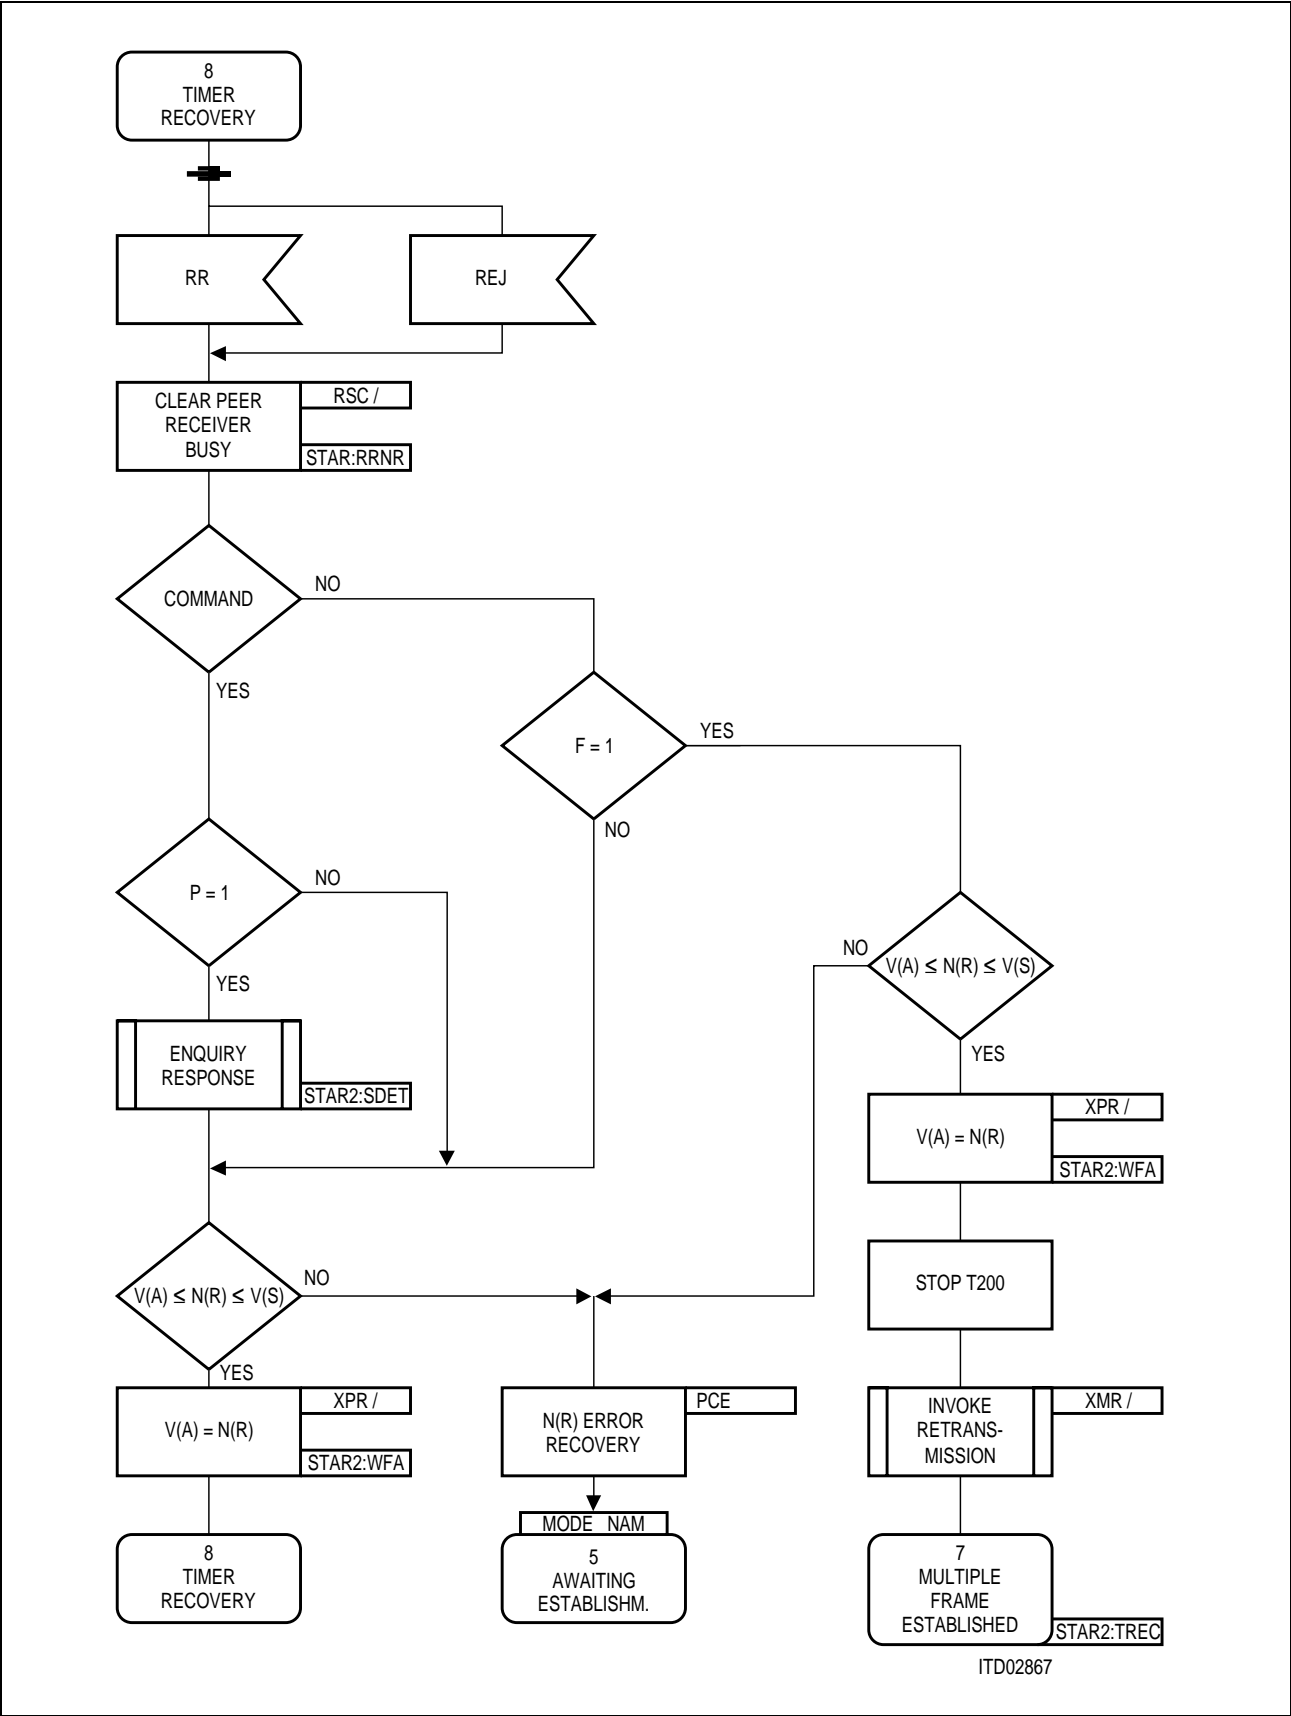 8
TIMER
RECOVERY
RR
REJ
CLEAR PEER
RECEIVER
BUSY
RSC /
STAR:RRNR
COMMAND
NO
YES
F = 1
YES
NO
P = 1
NO
YES
V(A) ≤ N(R) ≤ V(S)
NO
YES
ENQUIRY
RESPONSE
STAR2:SDET
V(A) = N(R)
XPR /
STAR2:WFA
V(A) ≤ N(R) ≤ V(S)
NO
YES
STOP T200
V(A) = N(R)
XPR /
STAR2:WFA
N(R) ERROR
RECOVERY
PCE
INVOKE
RETRANS-
MISSION
XMR /
8
TIMER
RECOVERY
MODE NAM
5
AWAITING
ESTABLISHM.
7
MULTIPLE
FRAME
ESTABLISHED
STAR2:TREC
ITD02867